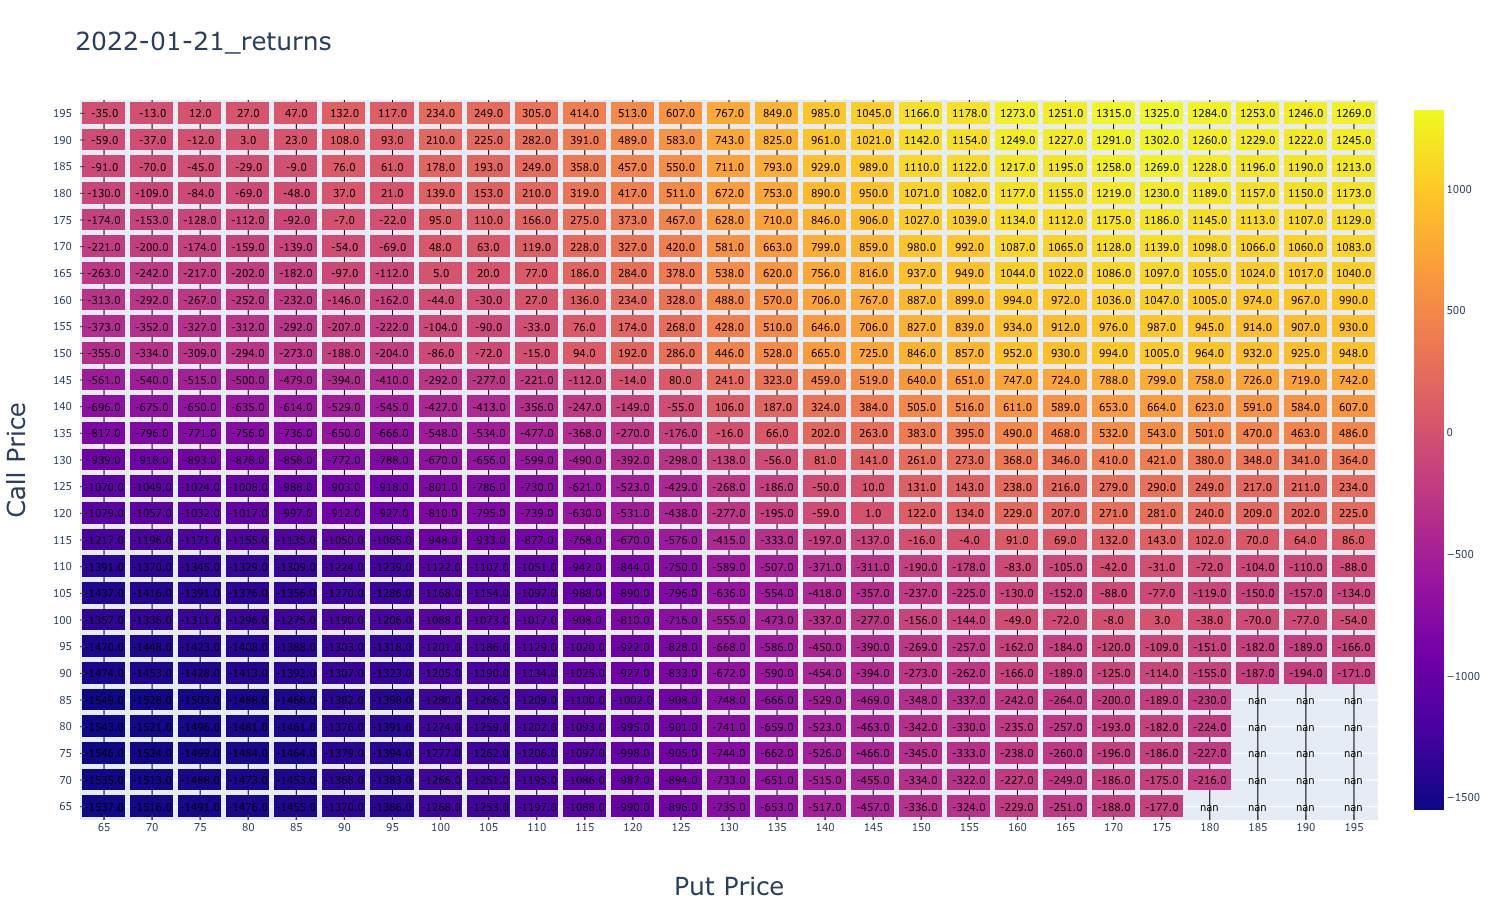 2022-01-21_returns
195 -35.0 -13.0 12.0 27.0 47.0 132.0 117.0 234.0 249.0 305.0 414.0 513.0 607.0 767.0 849.0 985.0 1045.0 1166.0 1178.0 1273.0 1251.0 1315.0 1325.0 1284.0 1253.0 1246.0 1269.0
190 -59.0 -37.0 -12.0 3.0 23.0 108.0 93.0 210.0 225.0 282.0 391.0 489.0 583.0 743.0 825.0 961.0 1021.0 1142.0 1154.0 1249.0 1227.0 1291.0 1302.0 1260.0 1229.0 1222.0 1245.0
185 -91.0 -70.0 -45.0 -29.0 -9.0 76.0 61.0 178.0 193.0 249.0 358.0 457.0 550.0 711.0 793.0 929.0 989.0 1110.0 1122.0 1217.0 1195.0 1258.0 1269.0 1228.0 1196.0 1190.0 1213.0
180 -130.0 -109.0 -84.0 -69.0 -48.0 37.0 21.0 139.0 153.0 210.0 319.0 417.0 511.0 672.0 753.0 890.0 950.0 1071.0 1082.0 1177.0 1155.0 1219.0 1230.0 1189.0 1157.0 1150.0 1173.0
1000
175 -174.0 -153.0 -128.0 -112.0 -92.0 -7.0 -22.0 95.0 110.0 166.0 275.0 373.0 467.0 628.0 710.0 846.0 906.0 1027.0 1039.0 1134.0 1112.0 1175.0 1186.0 1145.0 1113.0 1107.0 1129.0
170 -221.0 -200.0 -174.0 -159.0 -139.0 -54.0 -69.0 48.0 63.0 119.0 228.0 327.0 420.0 581.0 663.0 799.0 859.0 980.0 992.0 1087.0 1065.0 1128.0 1139.0 1098.0 1066.0 1060.0 1083.0
165 -263.0 -242.0 -217.0 -202.0 -182.0 -97.0 -112.0 5.0 20.0 77.0 186.0 284.0 378.0 538.0 620.0 756.0 816.0 937.0 949.0 1044.0 1022.0 1086.0 1097.0 1055.0 1024.0 1017.0 1040.0
160 -313.0 -292.0 -267.0 -252.0 -232.0 -146.0 -162.0 -44.0 -30.0 27.0 136.0 234.0 328.0 488.0 570.0 706.0 767.0 887.0 899.0 994.0 972.0 1036.0 1047.0 1005.0 974.0 967.0 990.0
500
155 -373.0 -352.0 -327.0 -312.0 -292.0 -207.0 -222.0 -104.0 -90.0 -33.0 76.0 174.0 268.0 428.0 510.0 646.0 706.0 827.0 839.0 934.0 912.0 976.0 987.0 945.0 914.0 907.0 930.0
150 -355.0 -334.0 -309.0 -294.0 -273.0 -188.0 -204.0 -86.0 -72.0 -15.0 94.0 192.0 286.0 446.0 528.0 665.0 725.0 846.0 857.0 952.0 930.0 994.0 1005.0 964.0 932.0 925.0 948.0
145 -561.0 -540.0 -515.0 -500.0 -479.0 -394.0 -410.0 -292.0 -277.0 -221.0 -112.0 -14.0 80.0 241.0 323.0 459.0 519.0 640.0 651.0 747.0 724.0 788.0 799.0 758.0 726.0 719.0 742.0
140 -696.0 -675.0 -650.0 -635.0 -614.0 -529.0 -545.0 -427.0 -413.0 -356.0 -247.0 -149.0 -55.0 106.0 187.0 324.0 384.0 505.0 516.0 611.0 589.0 653.0 664.0 623.0 591.0 584.0 607.0
135 -817.0 -796.0 -771.0 -756.0 -736.0 -650.0 -666.0 -548.0 -534.0 -477.0 -368.0 -270.0 -176.0 -16.0 66.0 202.0 263.0 383.0 395.0 490.0 468.0 532.0 543.0 501.0 470.0 463.0 486.0
0
130 -939.0 -918.0 -893.0 -878.0 -858.0 -772.0 -788.0 -670.0 -656.0 -599.0 -490.0 -392.0 -298.0 -138.0 -56.0 81.0 141.0 261.0 273.0 368.0 346.0 410.0 421.0 380.0 348.0 341.0 364.0
125 -1070.0 -1049.0 -1024.0 -1008.0 -988.0 -903.0 -918.0 -801.0 -786.0 -730.0 -621.0 -523.0 -429.0 -268.0 -186.0 -50.0 10.0 131.0 143.0 238.0 216.0 279.0 290.0 249.0 217.0 211.0 234.0
120 -1079.0 -1057.0 -1032.0 -1017.0 -997.0 -912.0 -927.0 -810.0 -795.0 -739.0 -630.0 -531.0 -438.0 -277.0 -195.0 -59.0 1.0 122.0 134.0 229.0 207.0 271.0 281.0 240.0 209.0 202.0 225.0
115 -1217.0 -1196.0 -1171.0 -1155.0 -1135.0 -1050.0 -1065.0 -948.0 -933.0 -877.0 -768.0 -670.0 -576.0 -415.0 -333.0 -197.0 -137.0 -16.0 -4.0 91.0 69.0 132.0 143.0 102.0 70.0 64.0 86.0
−500
110 -1391.0 -1370.0 -1345.0 -1329.0 -1309.0 -1224.0 -1239.0 -1122.0 -1107.0 -1051.0 -942.0 -844.0 -750.0 -589.0 -507.0 -371.0 -311.0 -190.0 -178.0 -83.0 -105.0 -42.0 -31.0 -72.0 -104.0 -110.0 -88.0
105 -1437.0 -1416.0 -1391.0 -1376.0 -1356.0 -1270.0 -1286.0 -1168.0 -1154.0 -1097.0 -988.0 -890.0 -796.0 -636.0 -554.0 -418.0 -357.0 -237.0 -225.0 -130.0 -152.0 -88.0 -77.0 -119.0 -150.0 -157.0 -134.0
100 -1357.0 -1336.0 -1311.0 -1296.0 -1275.0 -1190.0 -1206.0 -1088.0 -1073.0 -1017.0 -908.0 -810.0 -716.0 -555.0 -473.0 -337.0 -277.0 -156.0 -144.0 -49.0 -72.0 -8.0 3.0 -38.0 -70.0 -77.0 -54.0
95 -1470.0 -1448.0 -1423.0 -1408.0 -1388.0 -1303.0 -1318.0 -1201.0 -1186.0 -1129.0 -1020.0 -922.0 -828.0 -668.0 -586.0 -450.0 -390.0 -269.0 -257.0 -162.0 -184.0 -120.0 -109.0 -151.0 -182.0 -189.0 -166.0
90 -1474.0 -1453.0 -1428.0 -1413.0 -1392.0 -1307.0 -1323.0 -1205.0 -1190.0 -1134.0 -1025.0 -927.0 -833.0 -672.0 -590.0 -454.0 -394.0 -273.0 -262.0 -166.0 -189.0 -125.0 -114.0 -155.0 -187.0 -194.0 -171.0
−1000
85 -1549.0 -1528.0 -1503.0 -1488.0 -1468.0 -1382.0 -1398.0 -1280.0 -1266.0 -1209.0 -1100.0 -1002.0 -908.0 -748.0 -666.0 -529.0 -469.0 -348.0 -337.0 -242.0 -264.0 -200.0 -189.0 -230.0 nan nan nan
80 -1543.0 -1521.0 -1496.0 -1481.0 -1461.0 -1376.0 -1391.0 -1274.0 -1259.0 -1202.0 -1093.0 -995.0 -901.0 -741.0 -659.0 -523.0 -463.0 -342.0 -330.0 -235.0 -257.0 -193.0 -182.0 -224.0 nan nan nan
75 -1546.0 -1524.0 -1499.0 -1484.0 -1464.0 -1379.0 -1394.0 -1277.0 -1262.0 -1206.0 -1097.0 -998.0 -905.0 -744.0 -662.0 -526.0 -466.0 -345.0 -333.0 -238.0 -260.0 -196.0 -186.0 -227.0 nan nan nan
70 -1535.0 -1513.0 -1488.0 -1473.0 -1453.0 -1368.0 -1383.0 -1266.0 -1251.0 -1195.0 -1086.0 -987.0 -894.0 -733.0 -651.0 -515.0 -455.0 -334.0 -322.0 -227.0 -249.0 -186.0 -175.0 -216.0 nan nan nan
−1500
65 -1537.0 -1516.0 -1491.0 -1476.0 -1455.0 -1370.0 -1386.0 -1268.0 -1253.0 -1197.0 -1088.0 -990.0 -896.0 -735.0 -653.0 -517.0 -457.0 -336.0 -324.0 -229.0 -251.0 -188.0 -177.0 nan nan nan nan
65 70 75 80 85 90 95 100 105 110 115 120 125 130 135 140 145 150 155 160 165 170 175 180 185 190 195
Call Price
Put Price